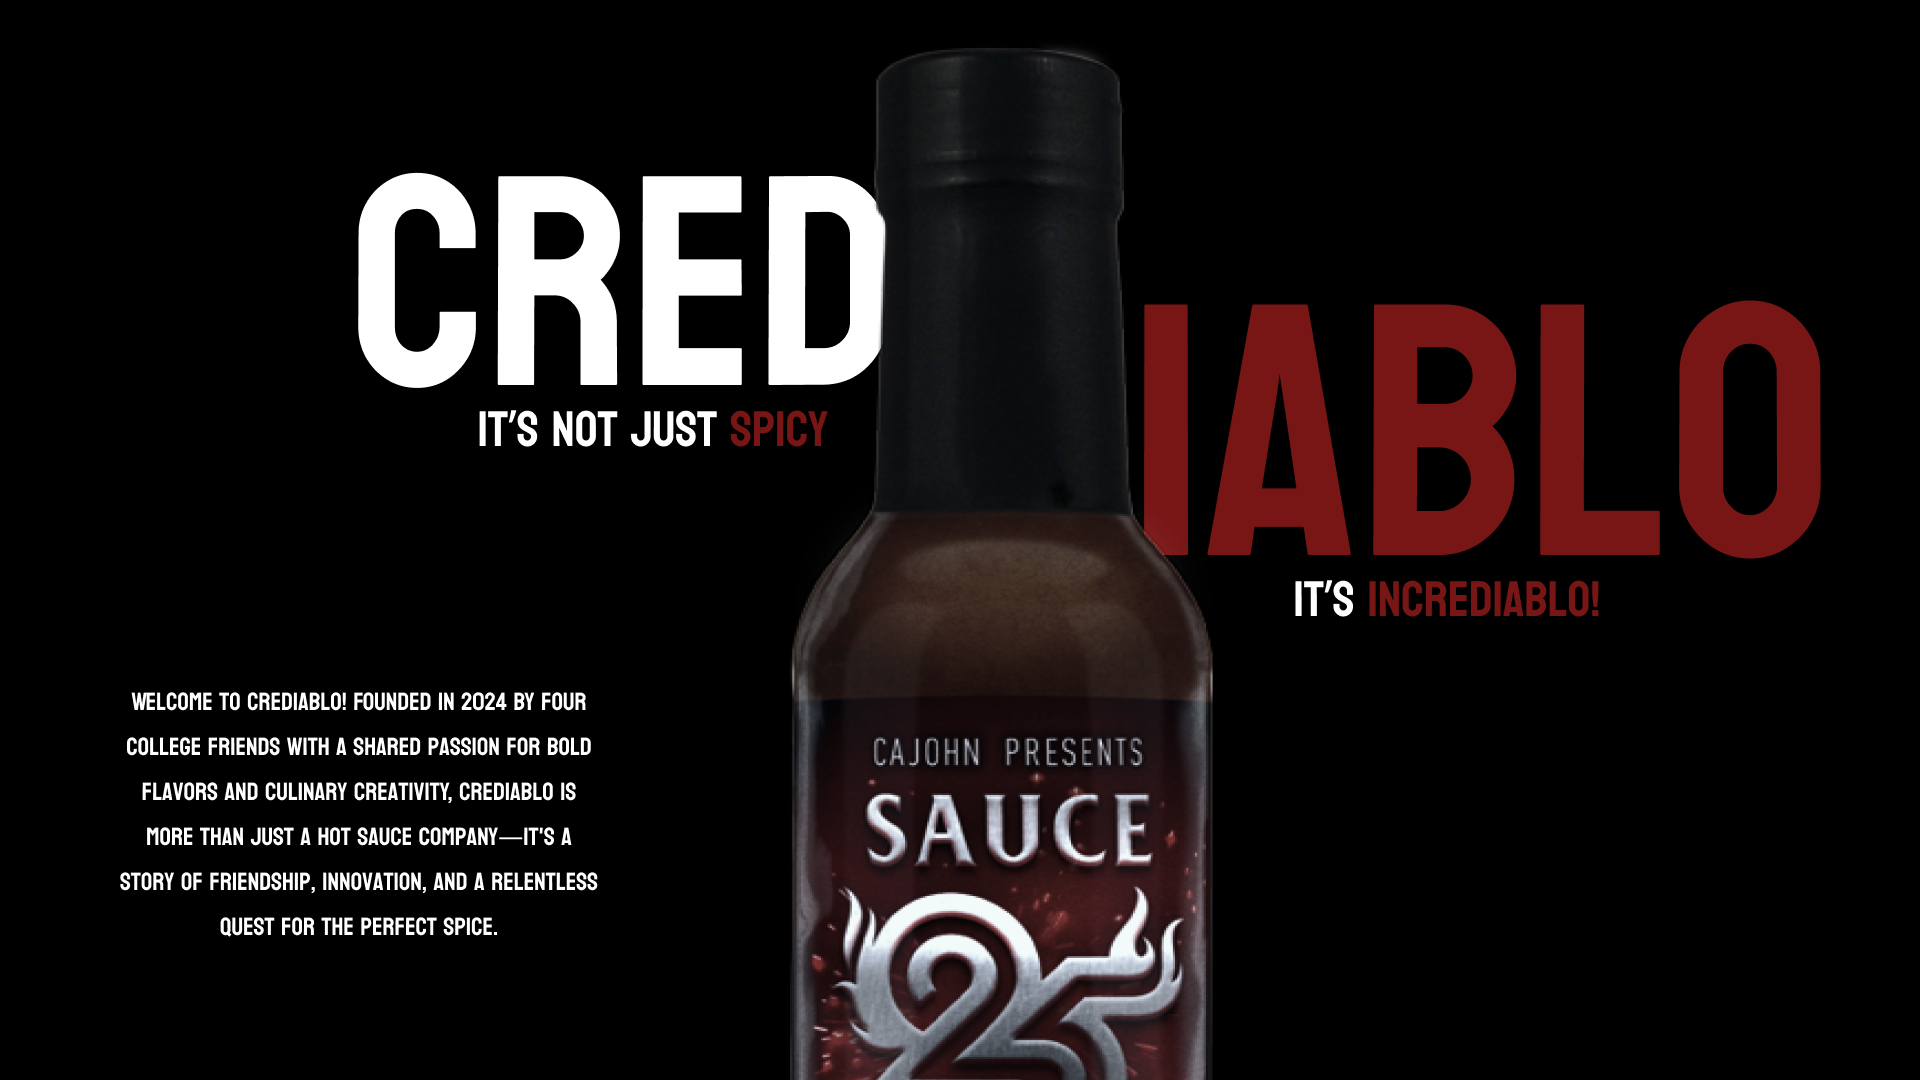 CRED
IABLO
IT'S NOT JUST SPICY
IT'S INCREDIABLO!
WELCOME TO CREDIABLO! FOUNDED IN 2024 BY FOUR
COLLEGE FRIENDS WITH A SHARED PASSION FOR BOLD
FLAVORS AND CULINARY CREATIVITY, CREDIABLO IS
MORE THAN JUST A HOT SAUCE COMPANY—IT'S A
STORY OF FRIENDSHIP, INNOVATION, AND A RELENTLESS
QUEST FOR THE PERFECT SPICE.
CAJOHN PRESENTS
SAUCE
25